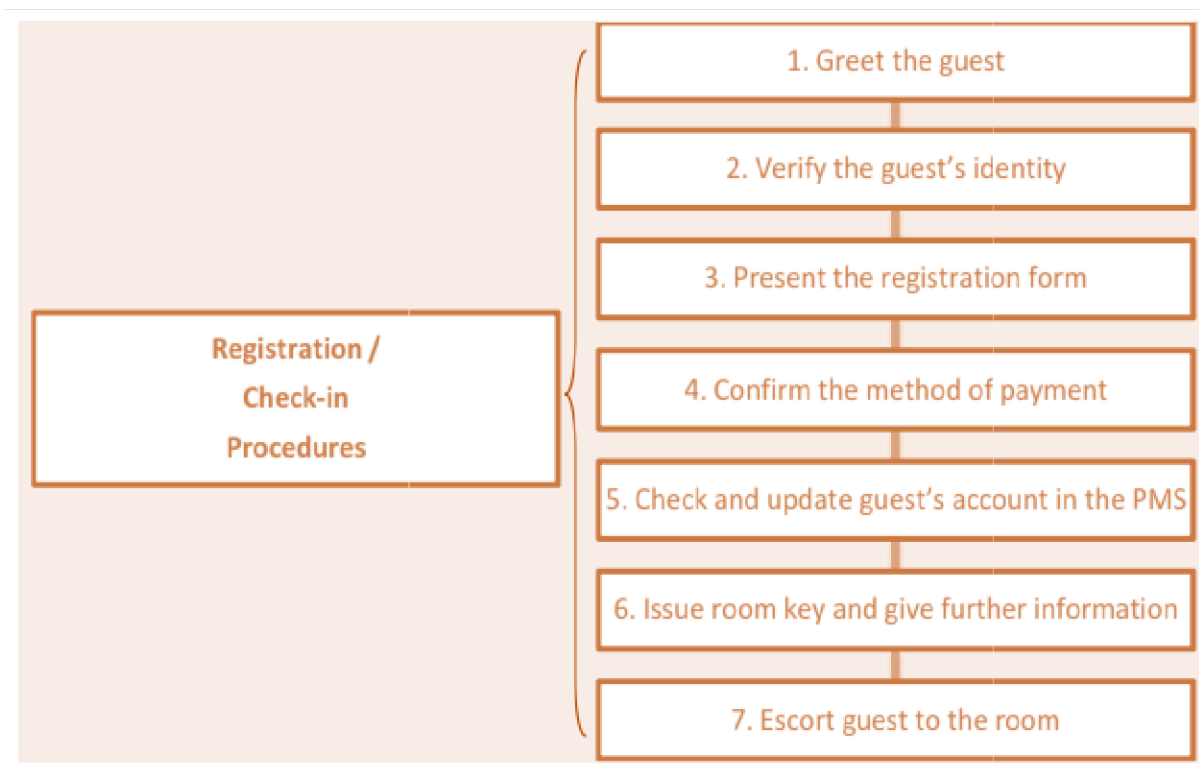 1. Greet the guest
2. Verify the guest’s identity
3. Present the registration form
Registration /
Check-in
Procedures
4. Confirm the method of payment
5. Check and update guest’s account in the PMS
6. Issue room key and give further information
7. Escort guest to the room